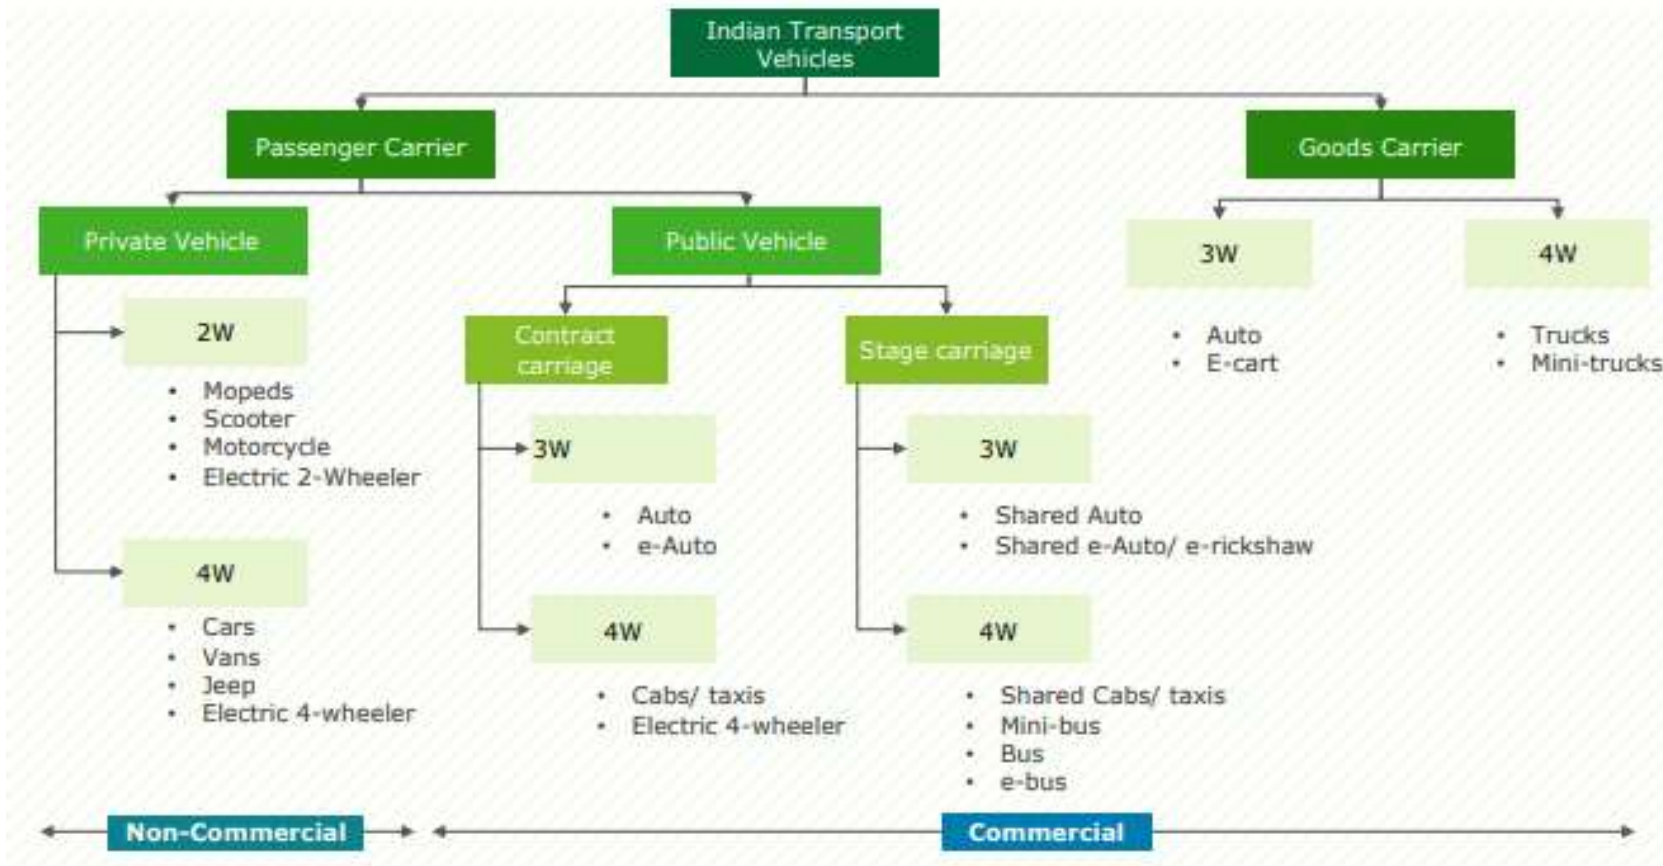 Indian Transport
Vehicles
Passenger Carrier
Goods Carrier
Private Vehicle
Public Vehicle
3W
4W
• Auto
• E-cart
• Trucks
• Mini-trucks
2W
• Mopeds
• Scooter
• Motorcycle
• Electric 2-Wheeler
4W
• Cars
• Vans
• Jeep
• Electric 4-wheeler
Contract
carriage
3W
• Auto
• e-Auto
4W
• Cabs/ taxis
• Electric 4-wheeler
Stage carriage
3W
• Shared Auto
• Shared e-Auto/ e-rickshaw
4W
• Shared Cabs/ taxis
• Mini-bus
• Bus
• e-bus
Non-Commercial
Commercial